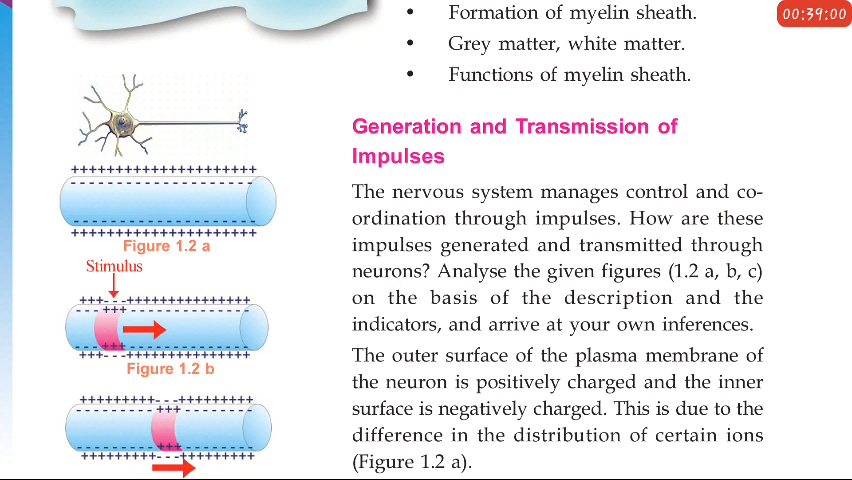 00:39:00
• Formation of myelin sheath.
• Grey matter, white matter.
• Functions of myelin sheath.
Generation and Transmission of
Impulses
The nervous system manages control and co-
ordination through impulses. How are these
impulses generated and transmitted through
neurons? Analyse the given figures (1.2 a, b, c)
on the basis of the description and the
indicators, and arrive at your own inferences.
The outer surface of the plasma membrane of
the neuron is positively charged and the inner
surface is negatively charged. This is due to the
difference in the distribution of certain ions
(Figure 1.2 a).
Figure 1.2 a
Stimulus
Figure 1.2 b